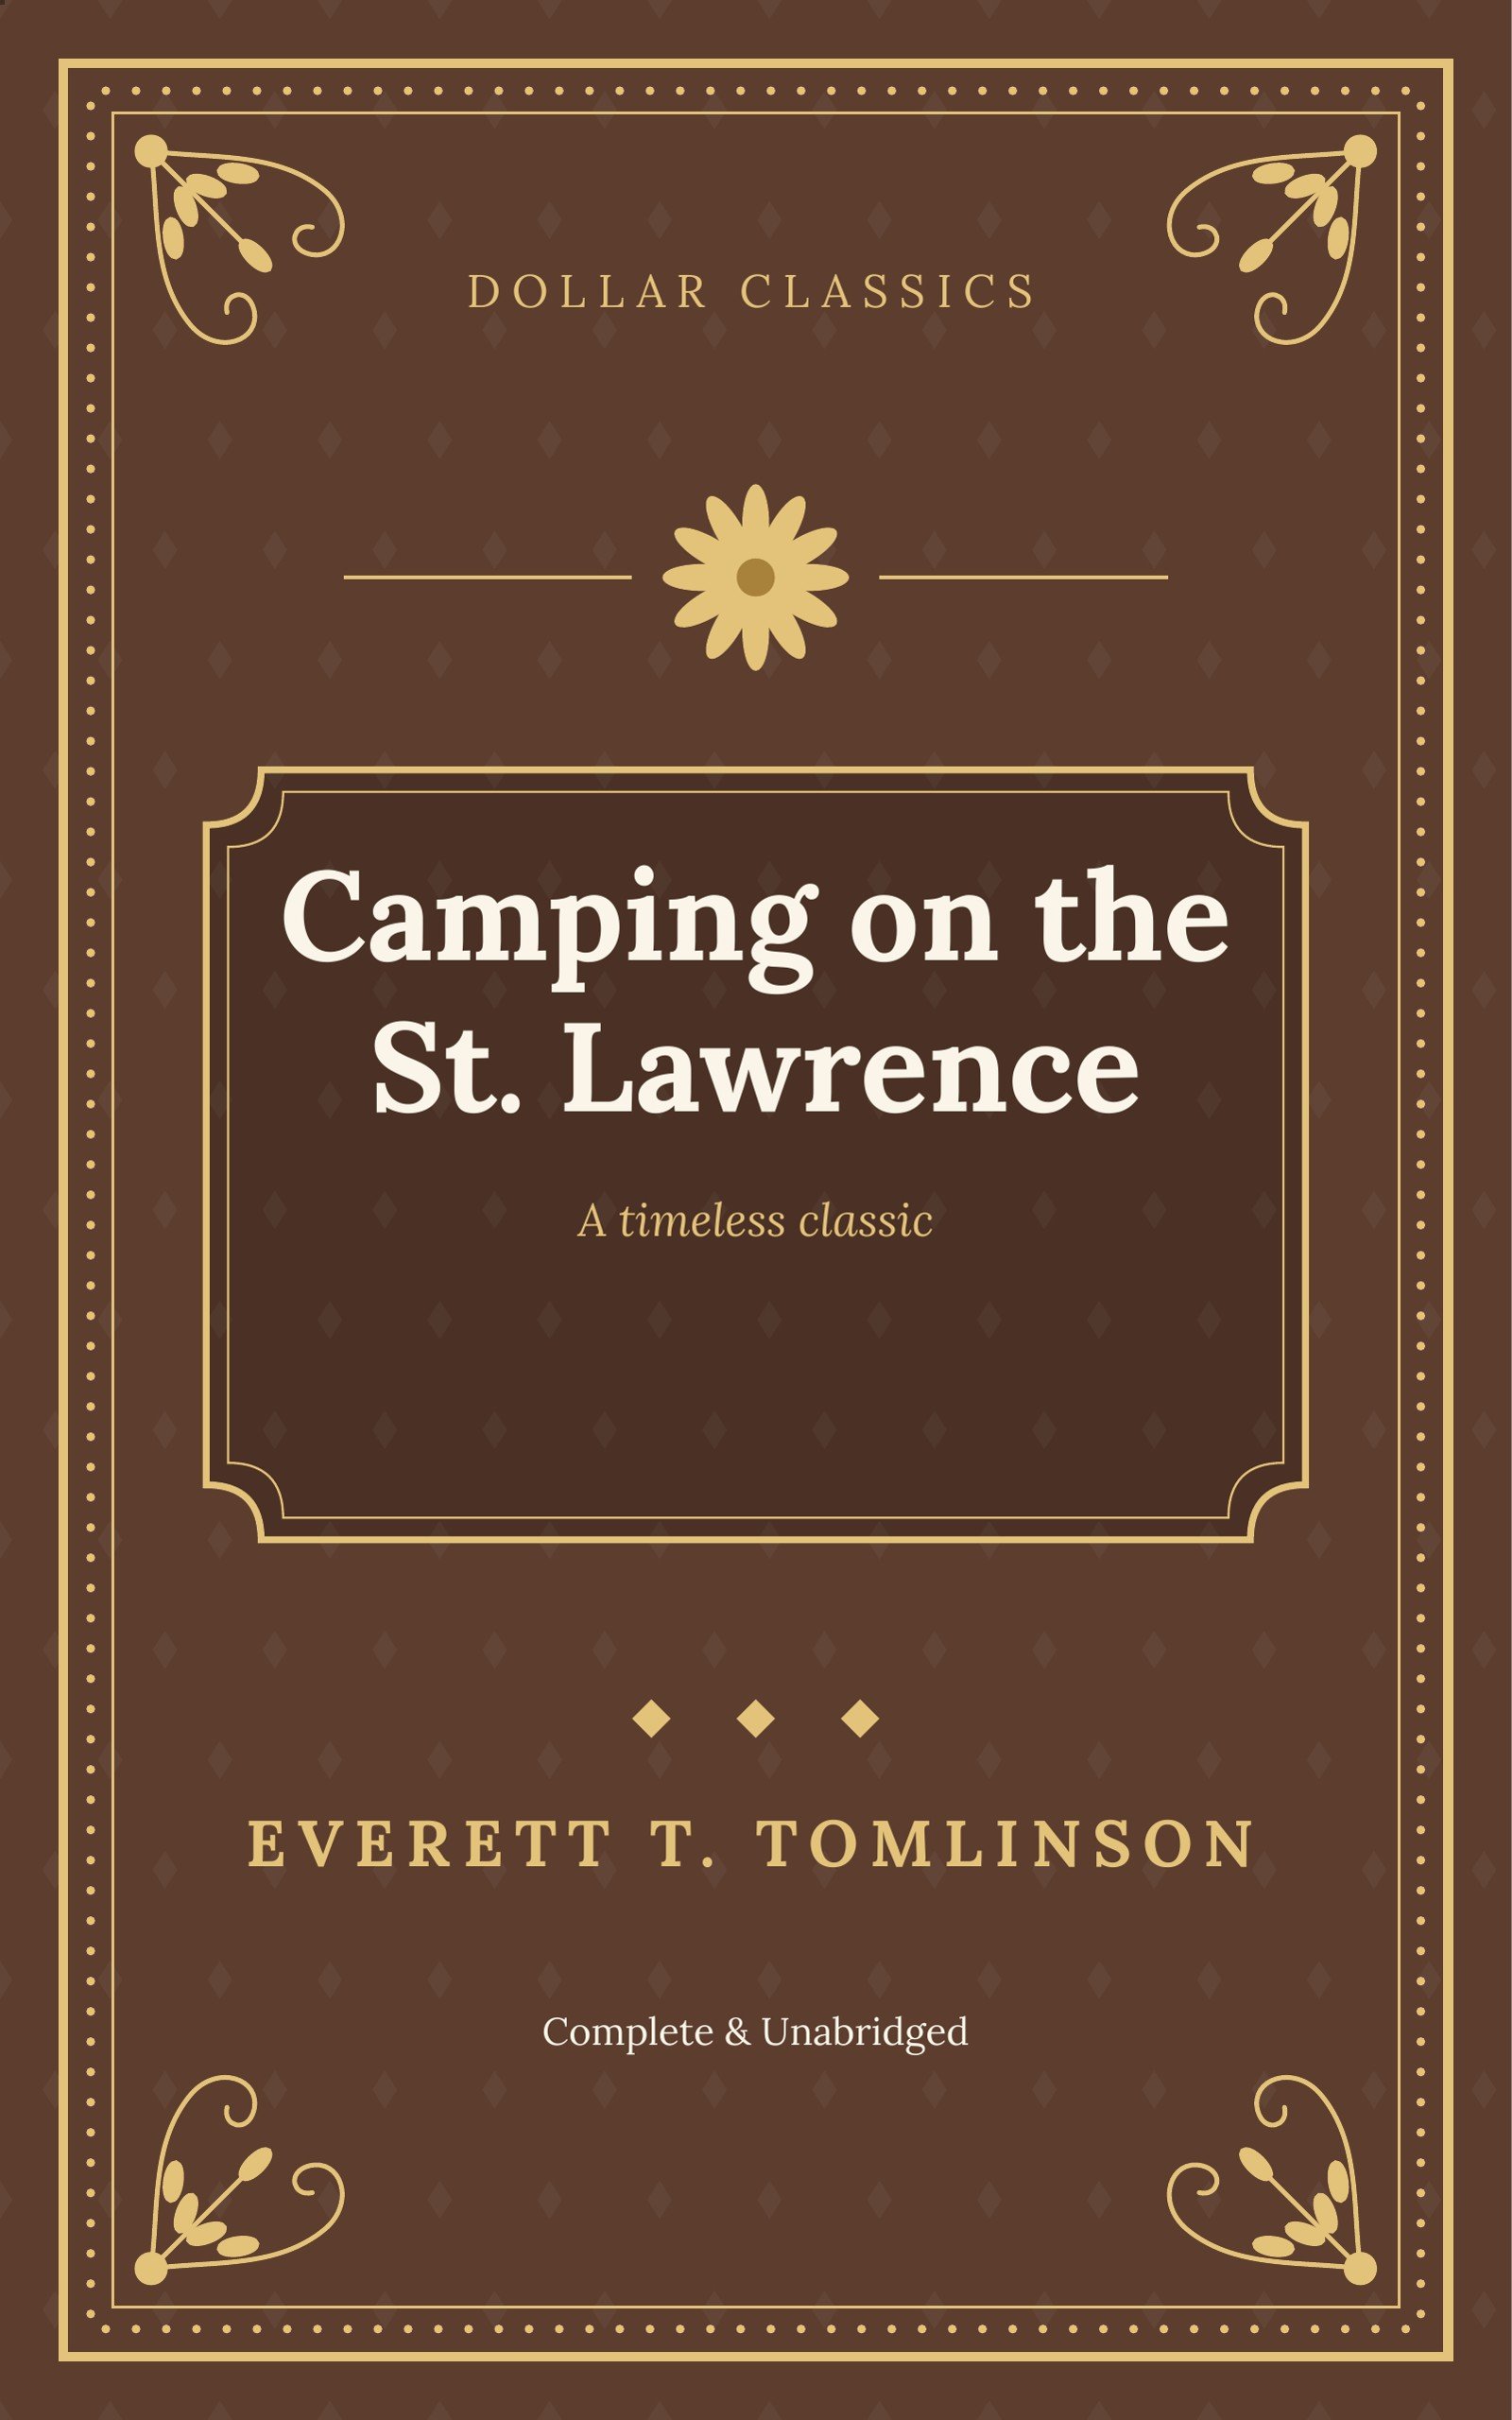 DOLLAR CLASSICS
Camping on the
St. Lawrence
A timeless classic
EVERETT T. TOMLINSON
Complete & Unabridged